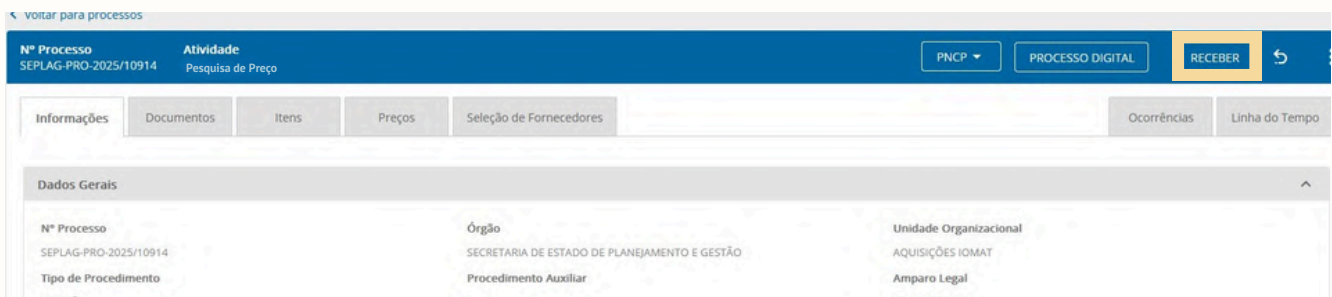 Voltar para processos
Nº Processo Atividade
SEPLAG-PRO-2025/10914 Pesquisa de Preço
PNCP PROCESSO DIGITAL RECEBER
Informações Documentos Itens Preços Seleção de Fornecedores Ocorrências Linha do Tempo
Dados Gerais
Nº Processo Órgão Unidade Organizacional
SEPLAG-PRO-2025/10914 SECRETARIA DE ESTADO DE PLANEJAMENTO E GESTÃO AQUISIÇÕES IOMAT
Tipo de Procedimento Procedimento Auxiliar Amparo Legal